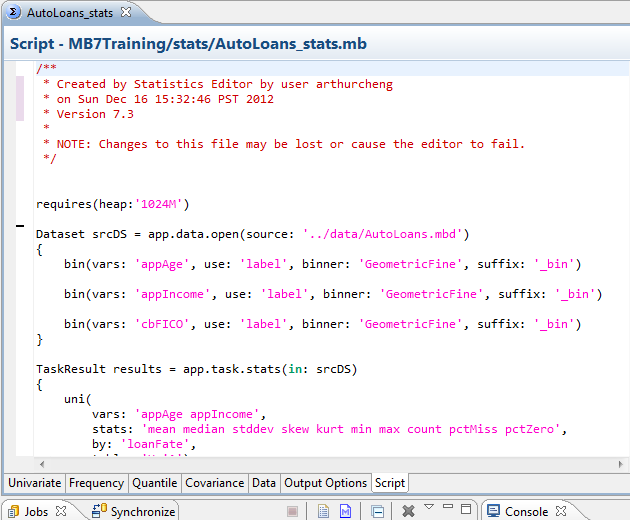 AutoLoans_stats
Script - MB7Training/stats/AutoLoans_stats.mb
/**
* Created by Statistics Editor by user arthurcheng
* on Sun Dec 16 15:32:46 PST 2012
* Version 7.3
*
* NOTE: Changes to this file may be lost or cause the editor to fail.
*/
requires(heap:'1024M')
Dataset srcDS = app.data.open(source: '../data/AutoLoans.mbd')
{
bin(vars: 'appAge', use: 'label', binner: 'GeometricFine', suffix: '_bin')
bin(vars: 'appIncome', use: 'label', binner: 'GeometricFine', suffix: '_bin')
bin(vars: 'cbFICO', use: 'label', binner: 'GeometricFine', suffix: '_bin')
}
TaskResult results = app.task.stats(in: srcDS)
{
uni(
vars: 'appAge appIncome',
stats: 'mean median stddev skew kurt min max count pctMiss pctZero',
by: 'loanFate',
Univariate Frequency Quantile Covariance Data Output Options Script
Jobs Synchronize Console